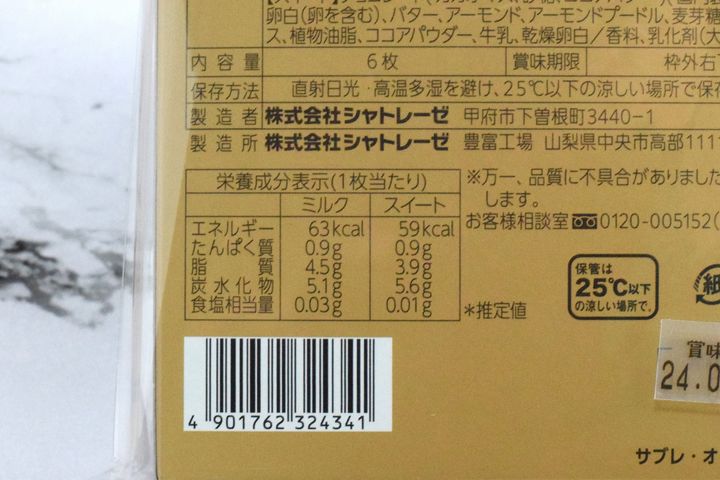 卵白(卵を含む)、バター、アーモンド、アーモンドプードル、麦芽糖
ス、植物油脂、ココアパウダー、牛乳、乾燥卵白/香料、乳化剤(大
内容量 6枚 賞味期限 枠外右下
保存方法 直射日光・高温多湿を避け、25℃以下の涼しい場所で保存
製造者 株式会社シャトレーゼ 甲府市下曽根町3440-1
製造所 株式会社シャトレーゼ 豊富工場 山梨県中央市高部1111
栄養成分表示(1枚当たり)
ミルク スイート
エネルギー 63kcal 59kcal
たんぱく質 0.9g 0.9g
脂質 4.5g 3.9g
炭水化物 5.1g 5.6g
食塩相当量 0.03g 0.01g
*推定値
※万一、品質に不具合がありました
します。
お客様相談室 0120-005152(
保管は
25℃以下
の涼しい場所で。
紙
賞味
24.0
4 901762 324341
サブレ・オ